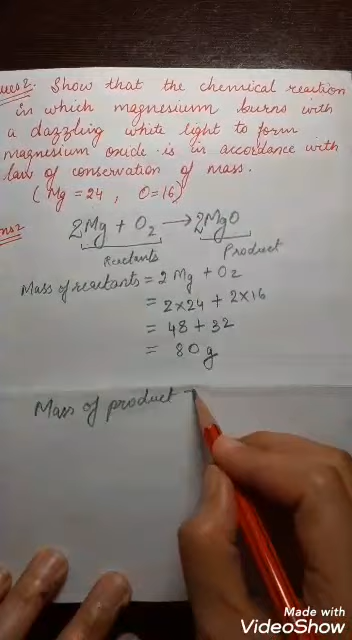 Ques2. Show that the chemical reaction
in which magnesium burns with
a dazzling white light to form
magnesium oxide is in accordance with
law of conservation of mass.
(Mg = 24, O = 16)
Ans2
2Mg + O₂ → 2MgO
Reactants Product
Mass of reactants = 2 Mg + O₂
= 2×24 + 2×16
= 48 + 32
= 80 g
Mass of product
Made with
VideoShow